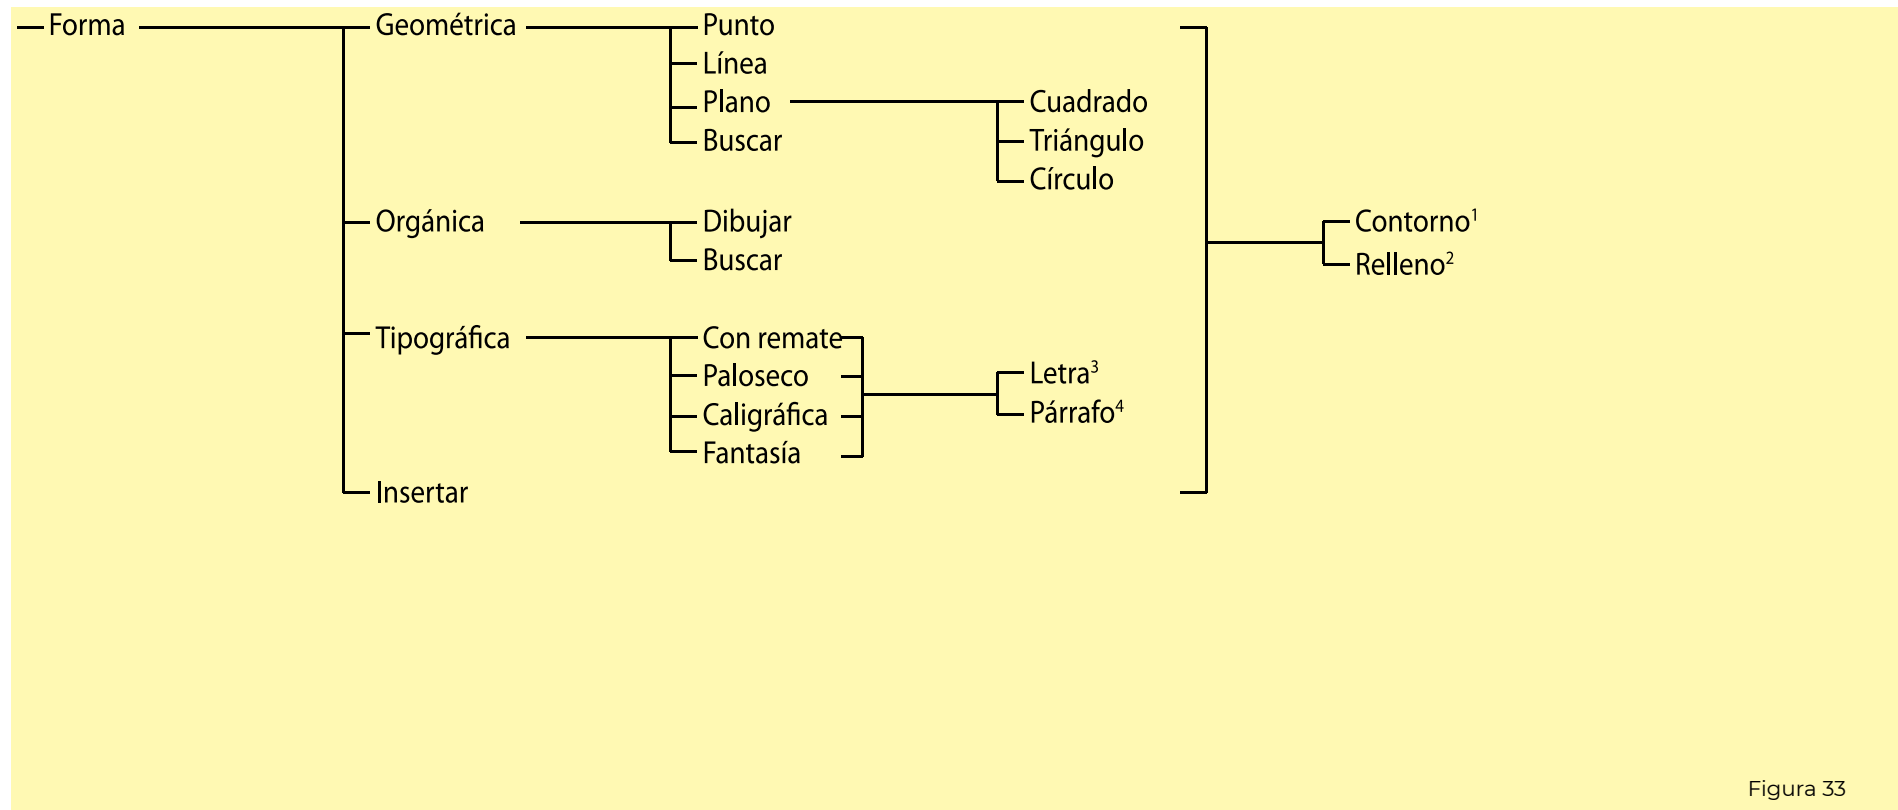 Forma
Geométrica
Punto
Línea
Plano
Buscar
Cuadrado
Triángulo
Círculo
Orgánica
Dibujar
Buscar
Tipográfica
Con remate
Paloseco
Caligráfica
Fantasía
Letra³
Párrafo⁴
Insertar
Contorno¹
Relleno²
Figura 33